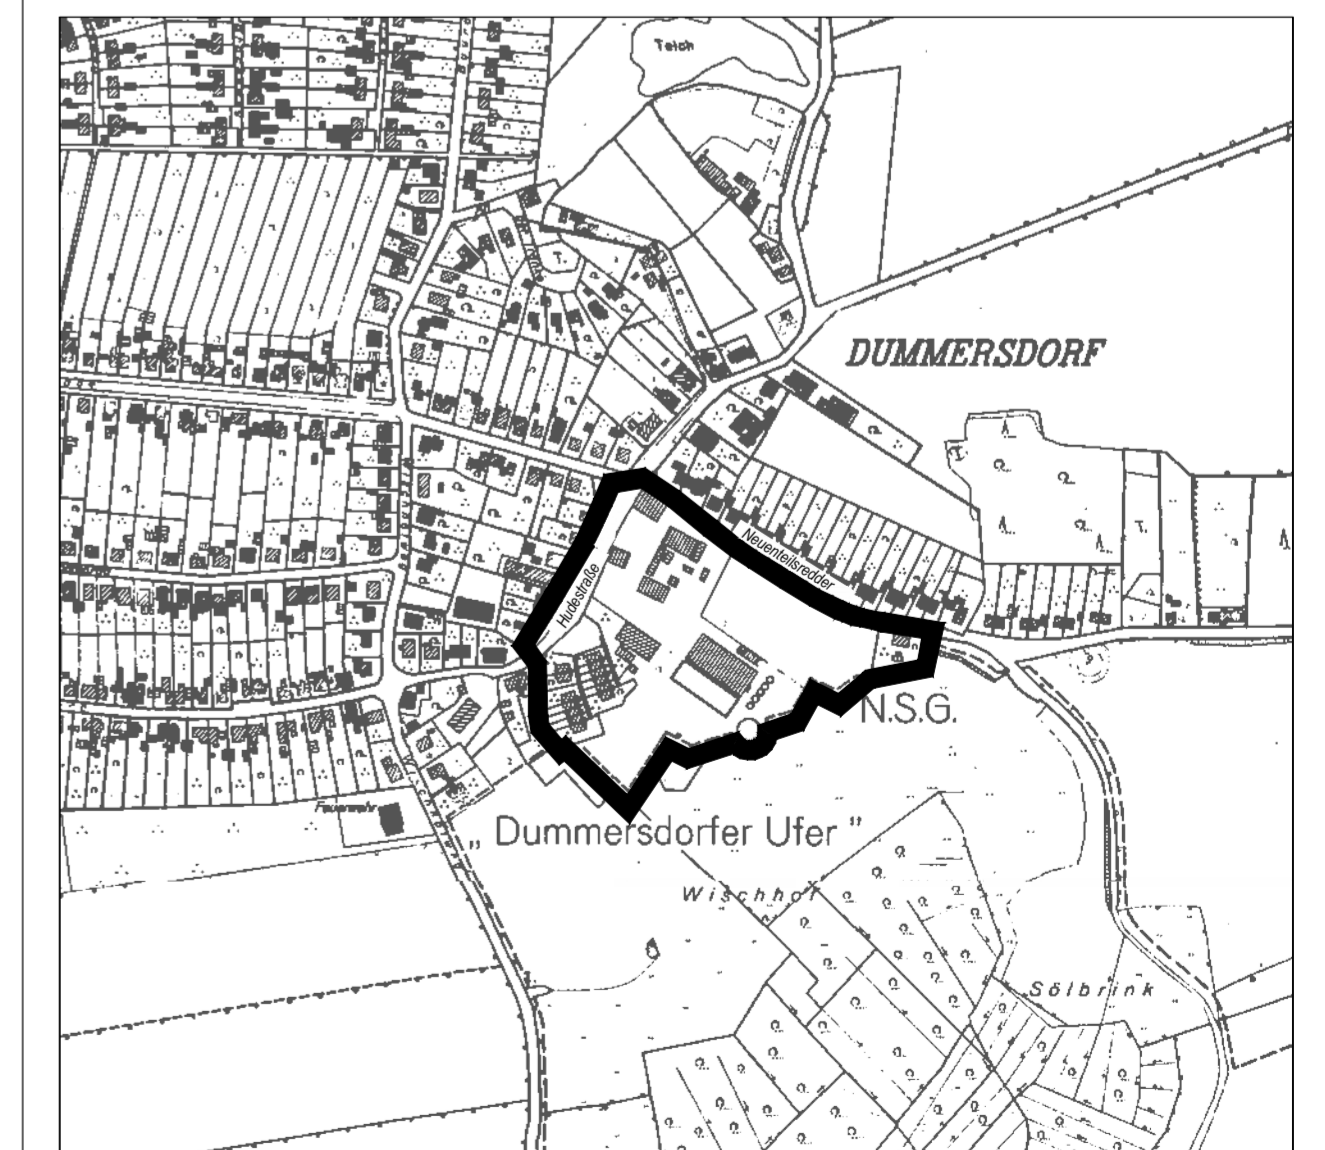 Teich
T.
DUMMERSDORF
T.
Neuenteilsredder
Hudestraße
N.S.G.
Feuerwehr
„ Dummersdorfer Ufer "
Wischhof
Sölbrink